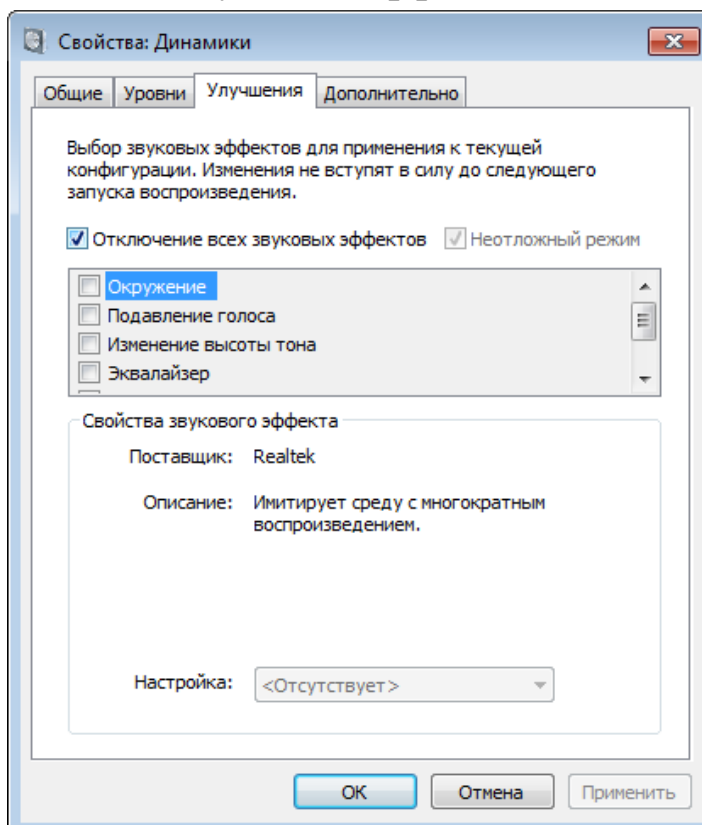 Свойства: Динамики
Общие Уровни Улучшения Дополнительно
Выбор звуковых эффектов для применения к текущей
конфигурации. Изменения не вступят в силу до следующего
запуска воспроизведения.
Отключение всех звуковых эффектов Неотложный режим
Окружение
Подавление голоса
Изменение высоты тона
Эквалайзер
Свойства звукового эффекта
Поставщик: Realtek
Описание: Имитирует среду с многократным
воспроизведением.
Настройка: <Отсутствует>
OK Отмена Применить